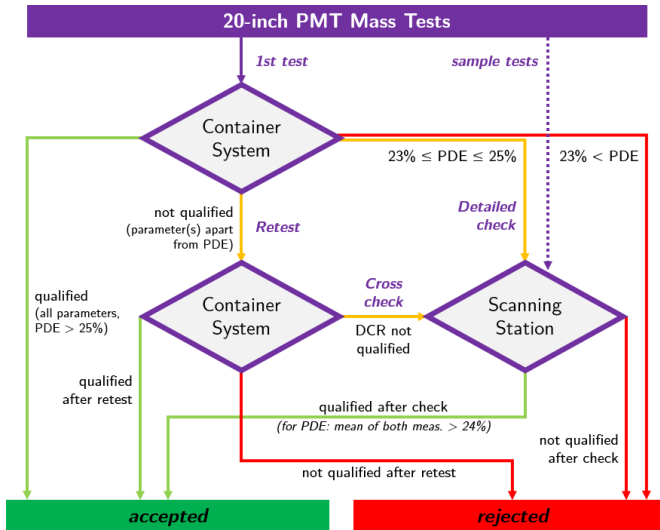 20-inch PMT Mass Tests
1st test
sample tests
Container
System
23% ≤ PDE ≤ 25%
23% < PDE
not qualified
(parameter(s) apart
from PDE)
Retest
Detailed
check
qualified
(all parameters,
PDE > 25%)
Container
System
Cross
check
DCR not
qualified
Scanning
Station
qualified
after retest
qualified after check
(for PDE: mean of both meas. > 24%)
not qualified
after check
not qualified after retest
accepted
rejected